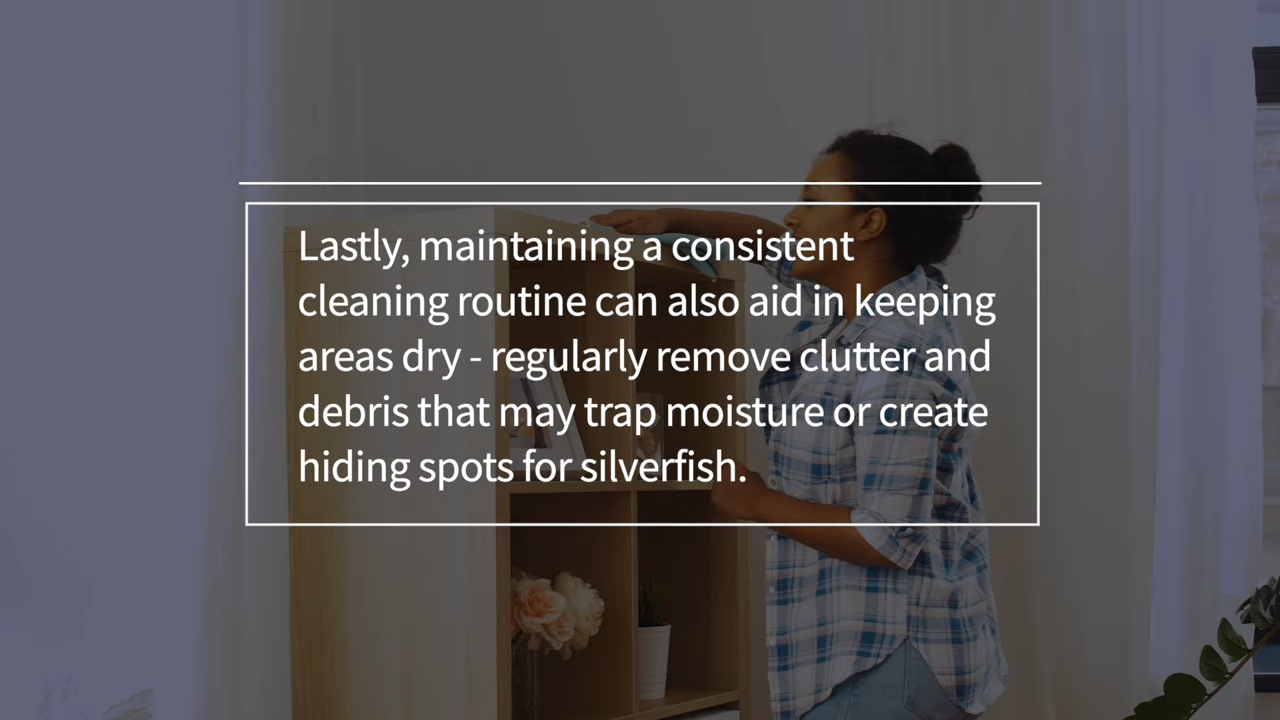 Lastly, maintaining a consistent
cleaning routine can also aid in keeping
areas dry - regularly remove clutter and
debris that may trap moisture or create
hiding spots for silverfish.